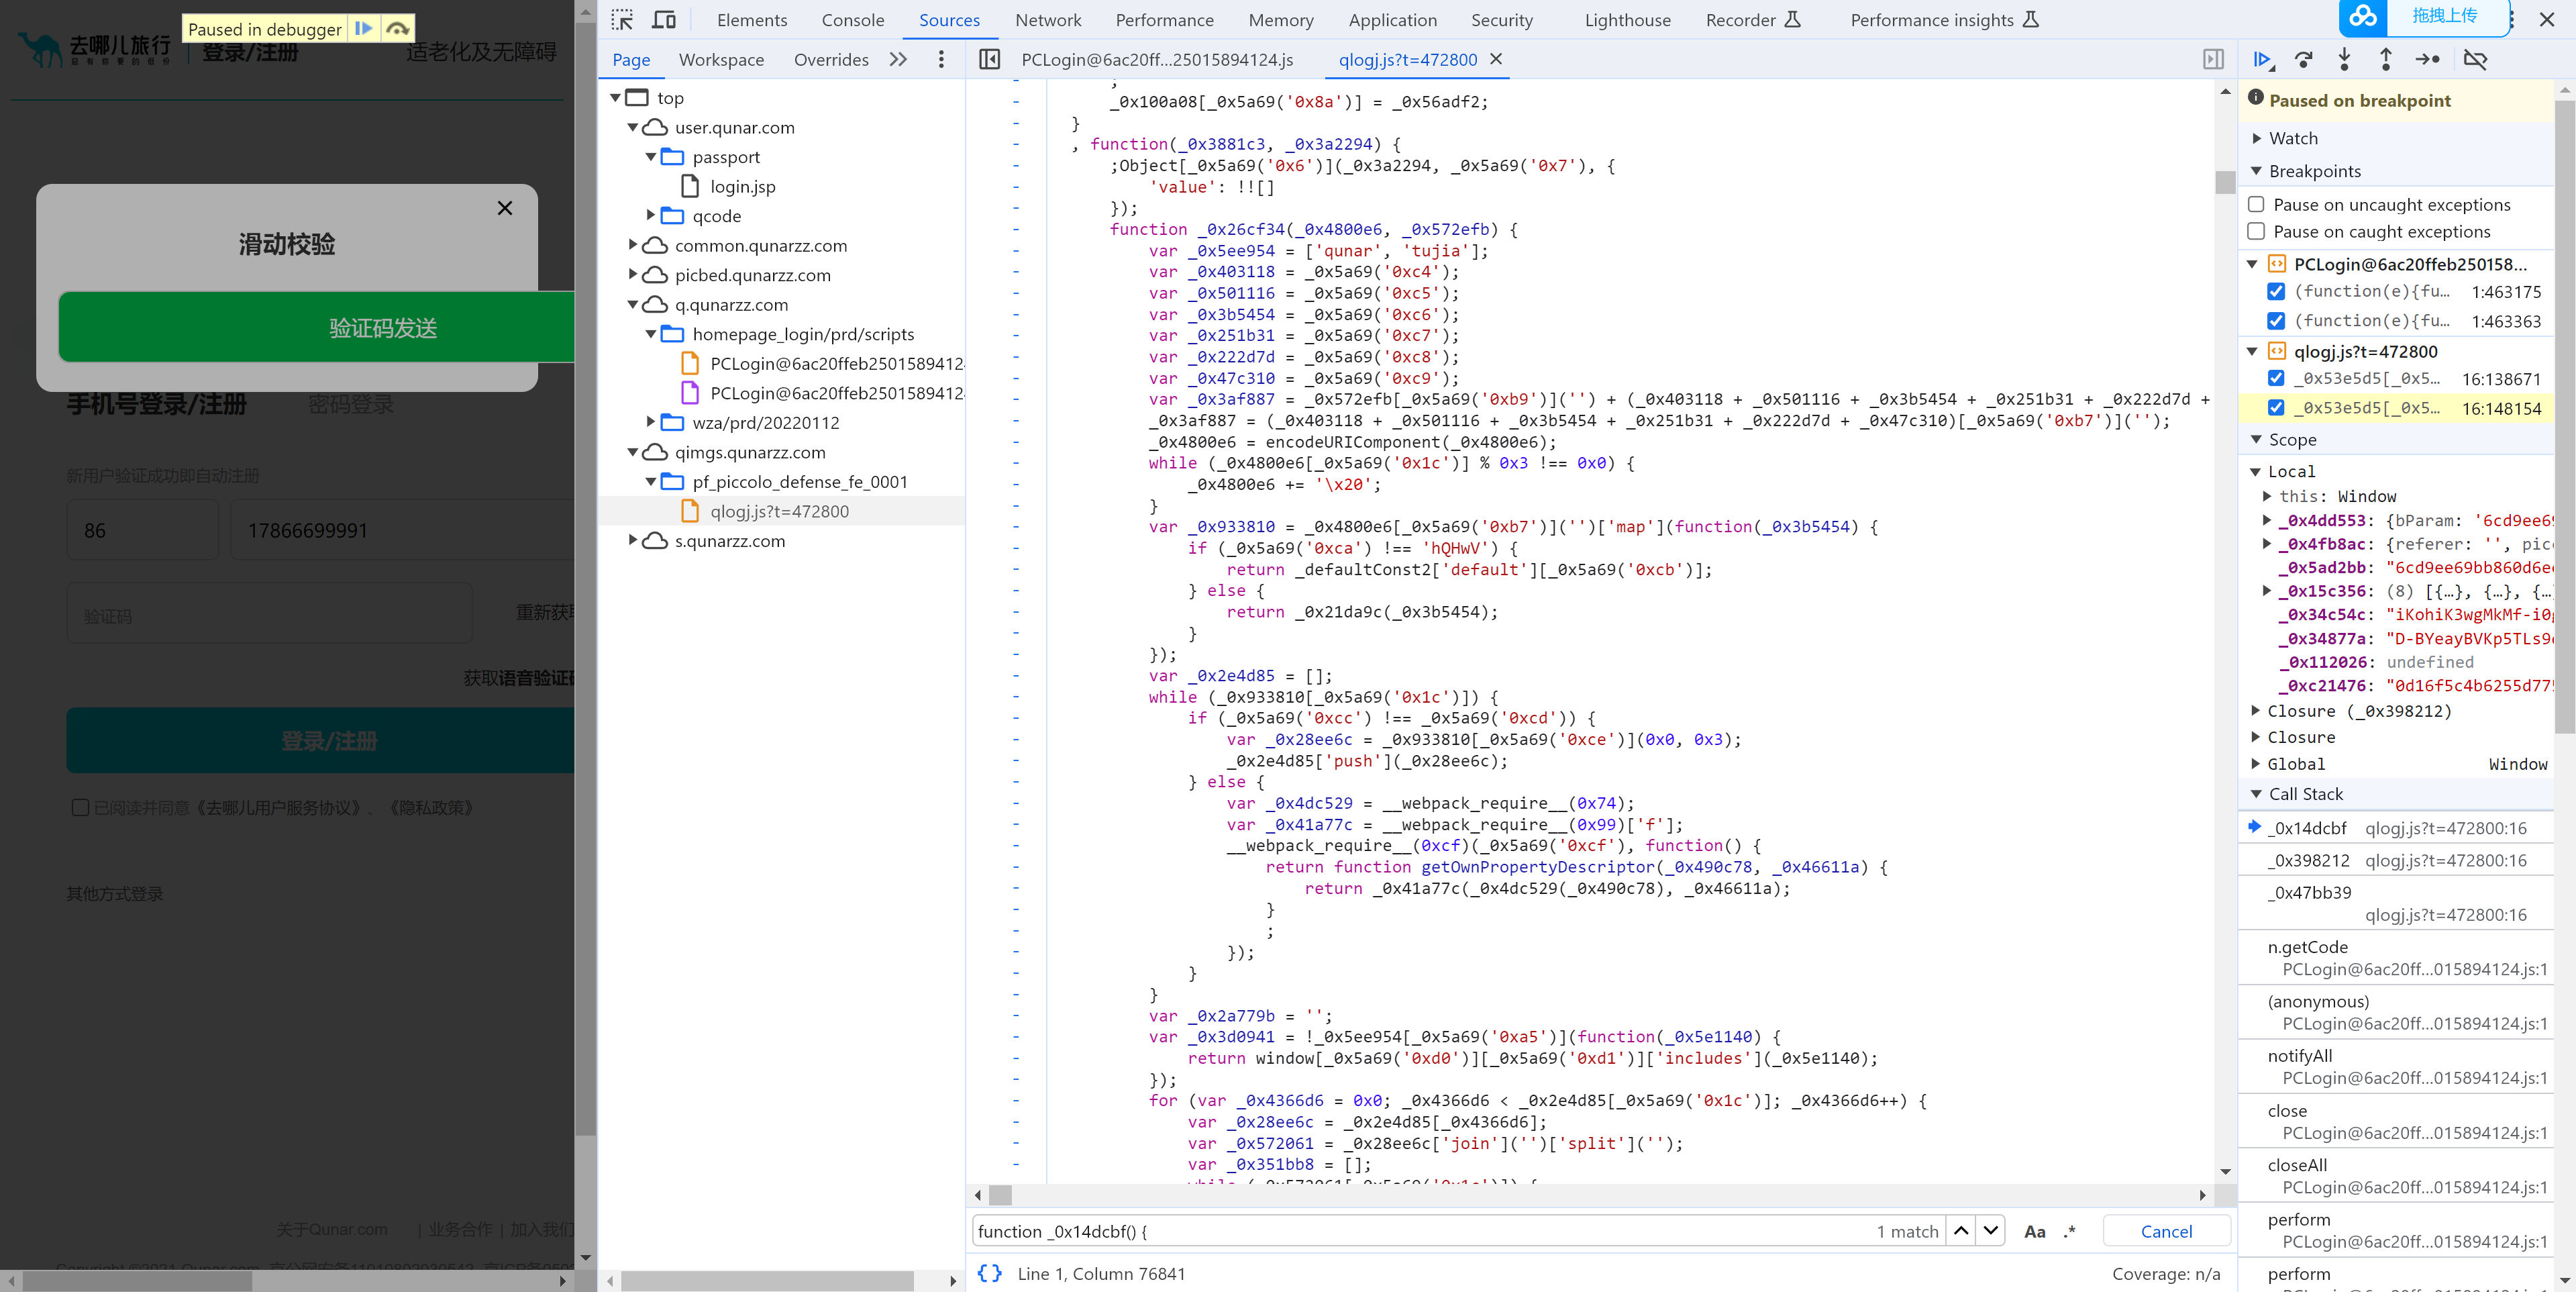 Paused in debugger
去哪儿旅行
总有你要的低价
登录/注册
适老化及无障碍
滑动校验
验证码发送
手机号登录/注册
密码登录
新用户验证成功即自动注册
86
17866699991
验证码
重新获取
获取语音验证码
登录/注册
已阅读并同意《去哪儿用户服务协议》、《隐私政策》
其他方式登录
关于Qunar.com | 业务合作 | 加入我们
Elements Console Sources Network Performance Memory Application Security Lighthouse Recorder Performance insights
拖拽上传
Page Workspace Overrides
PCLogin@6ac20ff...25015894124.js
qlogj.js?t=472800
top
user.qunar.com
passport
login.jsp
qcode
common.qunarzz.com
picbed.qunarzz.com
q.qunarzz.com
homepage_login/prd/scripts
PCLogin@6ac20ffeb2501589412
PCLogin@6ac20ffeb2501589412
wza/prd/20220112
qimgs.qunarzz.com
pf_piccolo_defense_fe_0001
qlogj.js?t=472800
s.qunarzz.com
;
_0x100a08[_0x5a69('0x8a')] = _0x56adf2;
}
, function(_0x3881c3, _0x3a2294) {
;Object[_0x5a69('0x6')](_0x3a2294, _0x5a69('0x7'), {
'value': !![]
});
function _0x26cf34(_0x4800e6, _0x572efb) {
var _0x5ee954 = ['qunar', 'tujia'];
var _0x403118 = _0x5a69('0xc4');
var _0x501116 = _0x5a69('0xc5');
var _0x3b5454 = _0x5a69('0xc6');
var _0x251b31 = _0x5a69('0xc7');
var _0x222d7d = _0x5a69('0xc8');
var _0x47c310 = _0x5a69('0xc9');
var _0x3af887 = _0x572efb[_0x5a69('0xb9')]('') + (_0x403118 + _0x501116 + _0x3b5454 + _0x251b31 + _0x222d7d +
_0x3af887 = (_0x403118 + _0x501116 + _0x3b5454 + _0x251b31 + _0x222d7d + _0x47c310)[_0x5a69('0xb7')]('');
_0x4800e6 = encodeURIComponent(_0x4800e6);
while (_0x4800e6[_0x5a69('0x1c')] % 0x3 !== 0x0) {
_0x4800e6 += '\x20';
}
var _0x933810 = _0x4800e6[_0x5a69('0xb7')]('')['map'](function(_0x3b5454) {
if (_0x5a69('0xca') !== 'hQHwV') {
return _defaultConst2['default'][_0x5a69('0xcb')];
} else {
return _0x21da9c(_0x3b5454);
}
});
var _0x2e4d85 = [];
while (_0x933810[_0x5a69('0x1c')]) {
if (_0x5a69('0xcc') !== _0x5a69('0xcd')) {
var _0x28ee6c = _0x933810[_0x5a69('0xce')](0x0, 0x3);
_0x2e4d85['push'](_0x28ee6c);
} else {
var _0x4dc529 = __webpack_require__(0x74);
var _0x41a77c = __webpack_require__(0x99)['f'];
__webpack_require__(0xcf)(_0x5a69('0xcf'), function() {
return function getOwnPropertyDescriptor(_0x490c78, _0x46611a) {
return _0x41a77c(_0x4dc529(_0x490c78), _0x46611a);
}
;
});
}
}
var _0x2a779b = '';
var _0x3d0941 = !_0x5ee954[_0x5a69('0xa5')](function(_0x5e1140) {
return window[_0x5a69('0xd0')][_0x5a69('0xd1')]['includes'](_0x5e1140);
});
for (var _0x4366d6 = 0x0; _0x4366d6 < _0x2e4d85[_0x5a69('0x1c')]; _0x4366d6++) {
var _0x28ee6c = _0x2e4d85[_0x4366d6];
var _0x572061 = _0x28ee6c['join']('')['split']('');
var _0x351bb8 = [];
function _0x14dcbf() {
1 match
Aa .* Cancel
{} Line 1, Column 76841
Coverage: n/a
Paused on breakpoint
Watch
Breakpoints
Pause on uncaught exceptions
Pause on caught exceptions
PCLogin@6ac20ffeb250158...
(function(e){fu... 1:463175
(function(e){fu... 1:463363
qlogj.js?t=472800
_0x53e5d5[_0x5... 16:138671
_0x53e5d5[_0x5... 16:148154
Scope
Local
this: Window
_0x4dd553: {bParam: '6cd9ee69
_0x4fb8ac: {referer: '', pic
_0x5ad2bb: "6cd9ee69bb860d6e
_0x15c356: (8) [{…}, {…}, {…
_0x34c54c: "iKohiK3wgMkMf-i0
_0x34877a: "D-BYeayBVKp5TLs9
_0x112026: undefined
_0xc21476: "0d16f5c4b6255d77
Closure (_0x398212)
Closure
Global Window
Call Stack
_0x14dcbf qlogj.js?t=472800:16
_0x398212 qlogj.js?t=472800:16
_0x47bb39
qlogj.js?t=472800:16
n.getCode
PCLogin@6ac20ff...015894124.js:1
(anonymous)
PCLogin@6ac20ff...015894124.js:1
notifyAll
PCLogin@6ac20ff...015894124.js:1
close
PCLogin@6ac20ff...015894124.js:1
closeAll
PCLogin@6ac20ff...015894124.js:1
perform
PCLogin@6ac20ff...015894124.js:1
perform